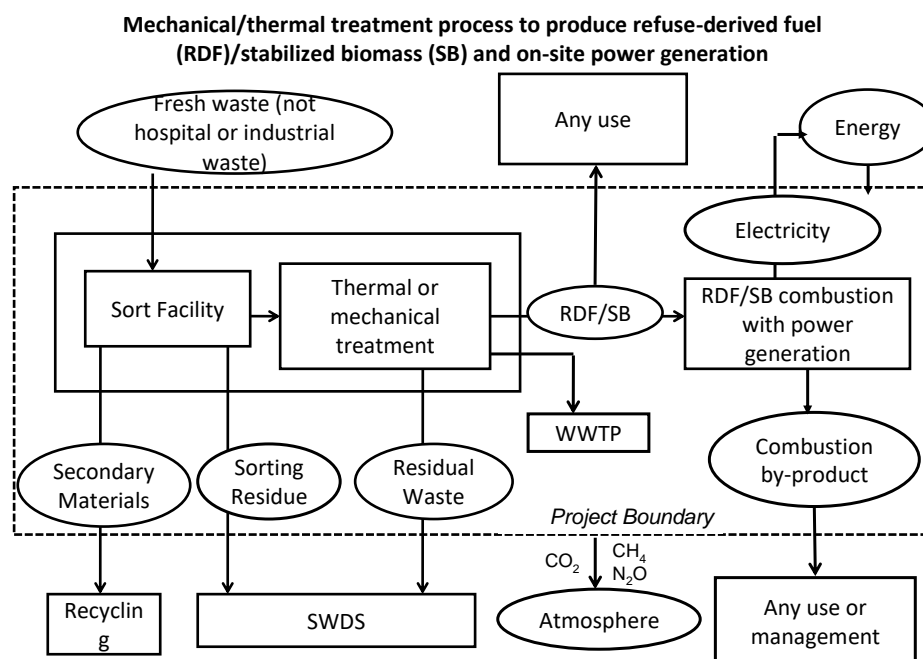 Mechanical/thermal treatment process to produce refuse-derived fuel
(RDF)/stabilized biomass (SB) and on-site power generation
Fresh waste (not
hospital or industrial
waste)
Any use
Energy
Electricity
Sort Facility
Thermal or
mechanical
treatment
RDF/SB
RDF/SB combustion
with power
generation
WWTP
Combustion
by-product
Secondary
Materials
Sorting
Residue
Residual
Waste
Project Boundary
CO₂
CH₄
N₂O
Recyclin
g
SWDS
Atmosphere
Any use or
management